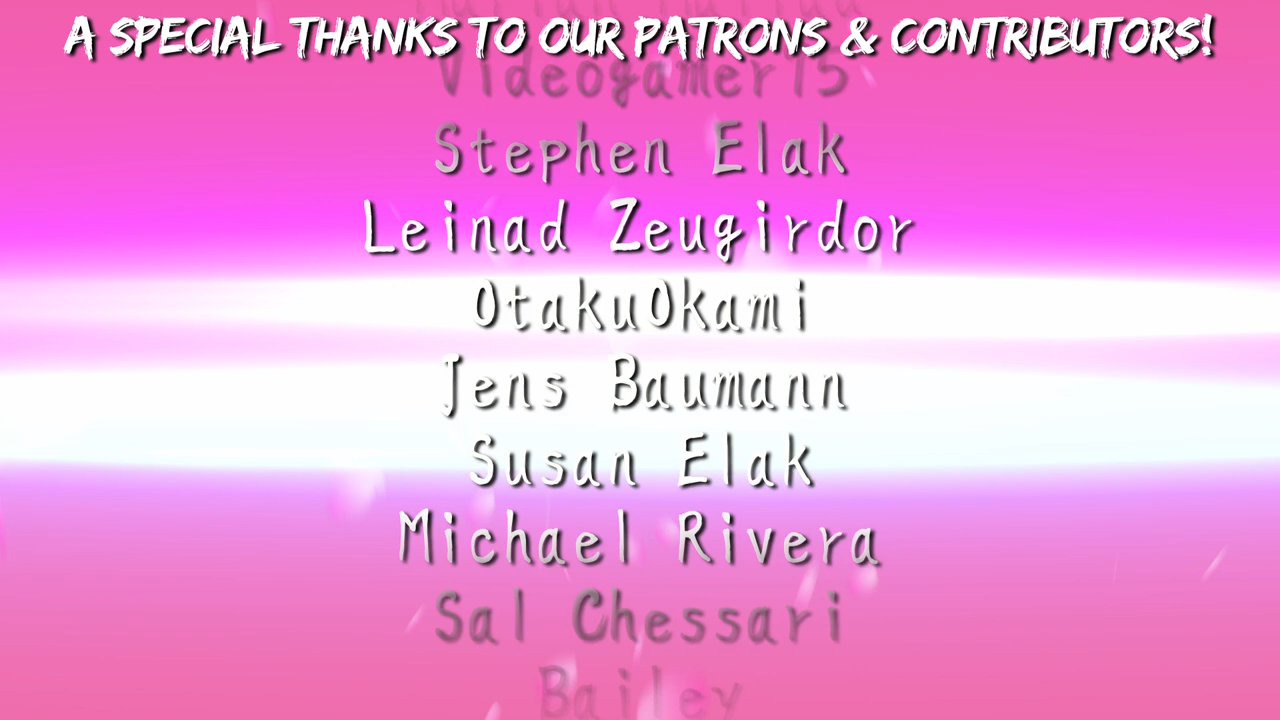 A SPECIAL THANKS TO OUR PATRONS & CONTRIBUTORS!
Videogamer15
Stephen Elak
Leinad Zeugirdor
OtakuOkami
Jens Baumann
Susan Elak
Michael Rivera
Sal Chessari
Bailey